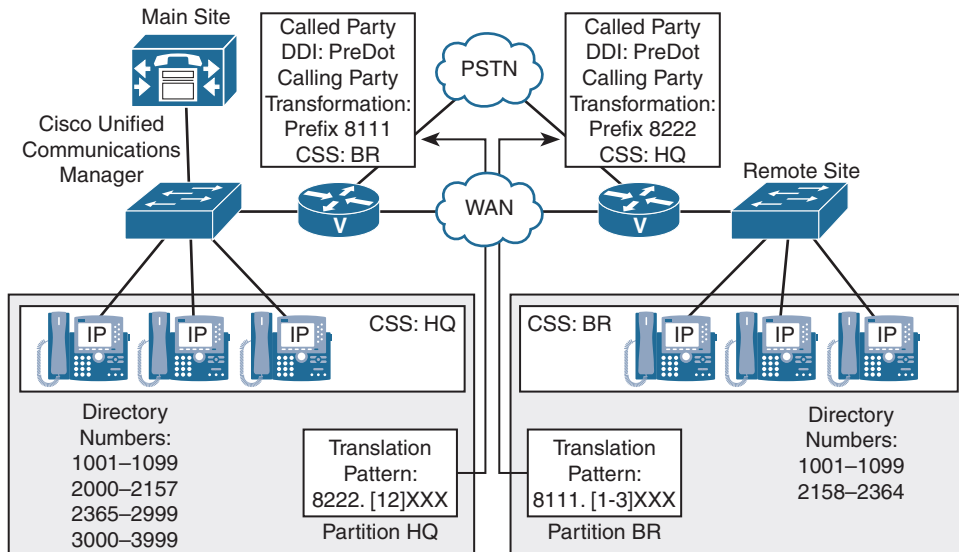 Main Site
Cisco Unified
Communications
Manager
Called Party
DDI: PreDot
Calling Party
Transformation:
Prefix 8111
CSS: BR
PSTN
Called Party
DDI: PreDot
Calling Party
Transformation:
Prefix 8222
CSS: HQ
Remote Site
V
WAN
V
IP
IP
IP
CSS: HQ
CSS: BR
IP
IP
IP
Directory
Numbers:
1001–1099
2000–2157
2365–2999
3000–3999
Translation
Pattern:
8222. [12]XXX
Partition HQ
Translation
Pattern:
8111. [1-3]XXX
Partition BR
Directory
Numbers:
1001–1099
2158–2364